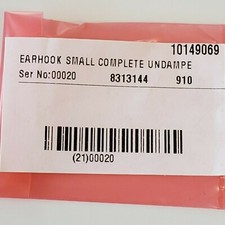 10149069
EARHOOK SMALL COMPLETE UNDAMPE
Ser No:00020 8313144 910
(21)00020